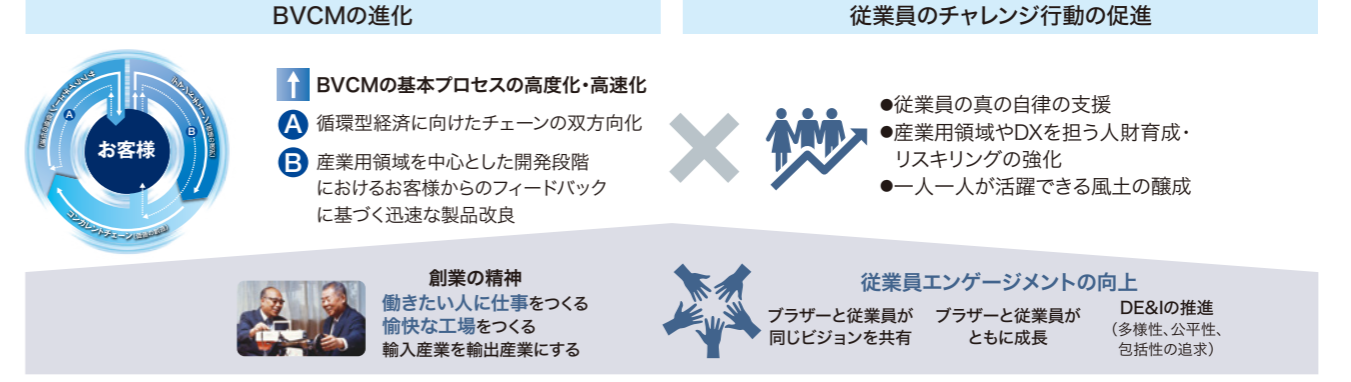 BVCMの進化
従業員のチャレンジ行動の促進
お客様
A
B
コンカレントチェーン
BVCMの基本プロセスの高度化・高速化
A 循環型経済に向けたチェーンの双方向化
B 産業用領域を中心とした開発段階
におけるお客様からのフィードバック
に基づく迅速な製品改良
●従業員の真の自律の支援
●産業用領域やDXを担う人財育成・
リスキリングの強化
●一人一人が活躍できる風土の醸成
創業の精神
働きたい人に仕事をつくる
愉快な工場をつくる
輸入産業を輸出産業にする
従業員エンゲージメントの向上
ブラザーと従業員が
同じビジョンを共有
ブラザーと従業員が
ともに成長
DE&Iの推進
(多様性、公平性、
包括性の追求)